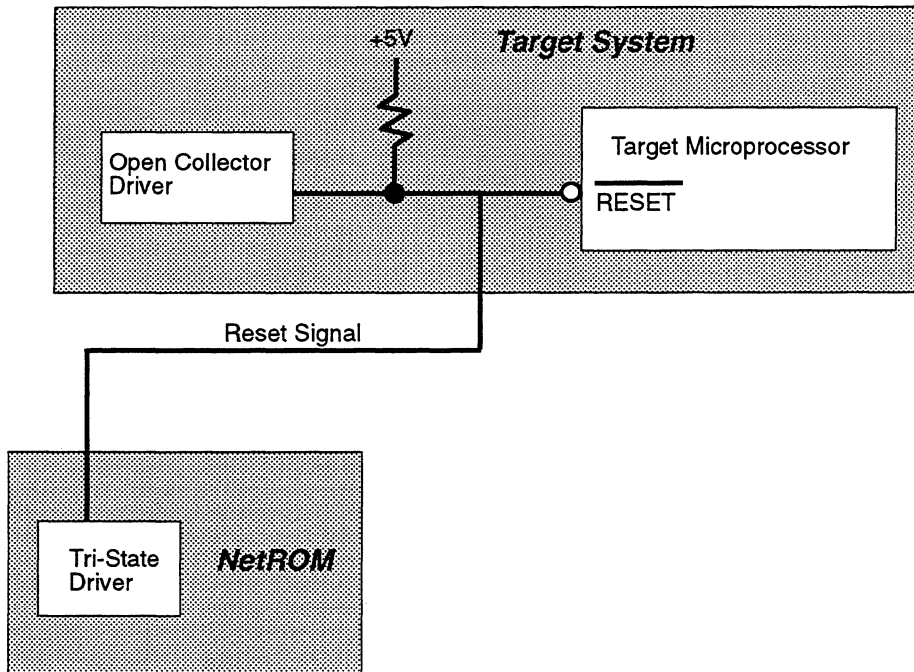 +5V
Target System
Open Collector
Driver
Target Microprocessor
RESET
Reset Signal
Tri-State
Driver
NetROM